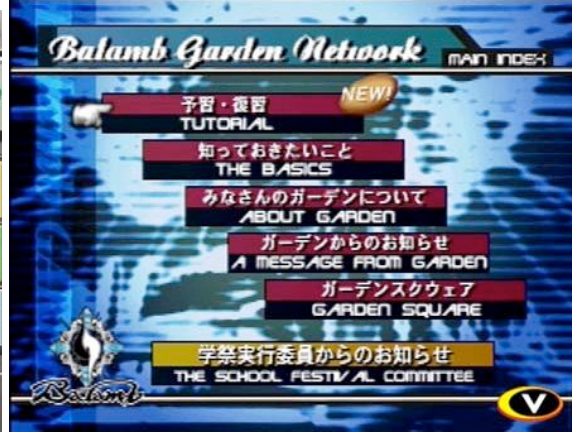 Balamb Garden Network
MAIN INDEX
予習・復習
NEW!
TUTORIAL
知っておきたいこと
THE BASICS
みなさんのガーデンについて
ABOUT GARDEN
ガーデンからのお知らせ
A MESSAGE FROM GARDEN
ガーデンスクウェア
GARDEN SQUARE
学祭実行委員からのお知らせ
THE SCHOOL FESTIVAL COMMITTEE
Balamb
V